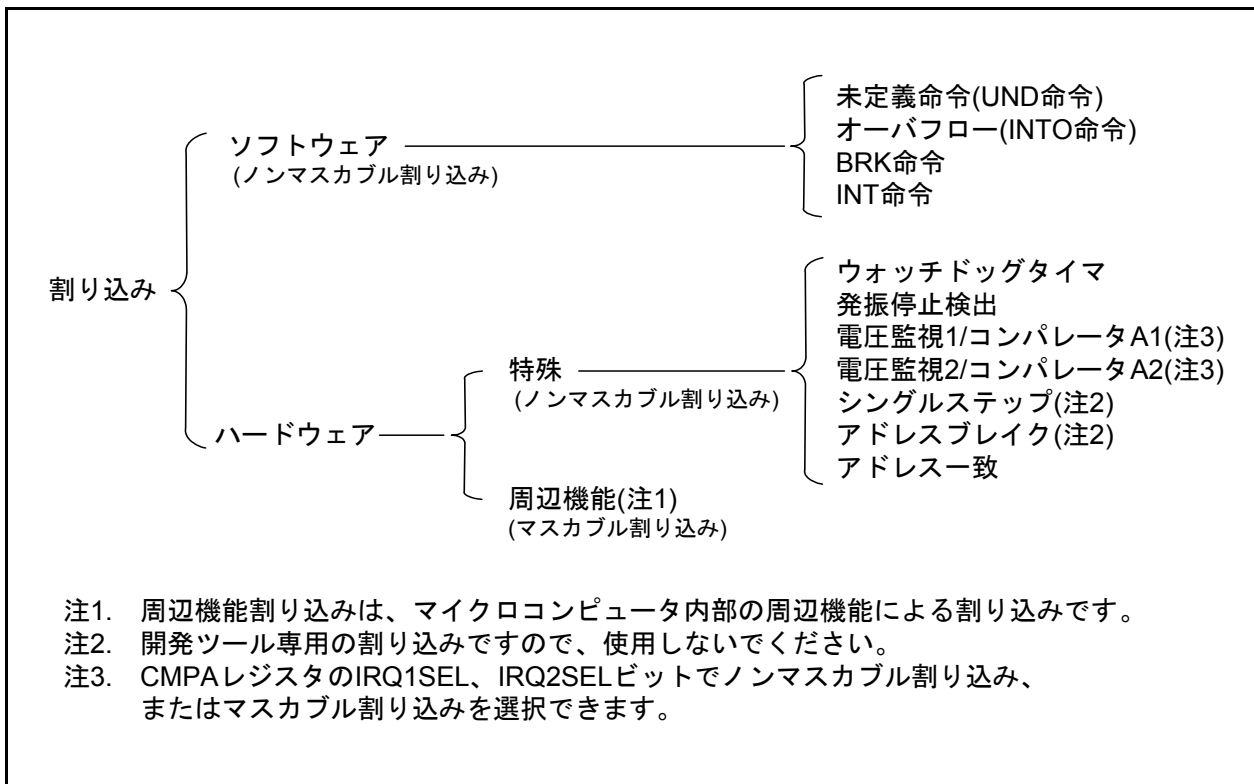 未定義命令(UND命令)
オーバフロー(INTO命令)
BRK命令
INT命令
ソフトウェア
(ノンマスカブル割り込み)
割り込み
ウォッチドッグタイマ
発振停止検出
電圧監視1/コンパレータA1(注3)
電圧監視2/コンパレータA2(注3)
シングルステップ(注2)
アドレスブレイク(注2)
アドレス一致
特殊
(ノンマスカブル割り込み)
ハードウェア
周辺機能(注1)
(マスカブル割り込み)
注1. 周辺機能割り込みは、マイクロコンピュータ内部の周辺機能による割り込みです。
注2. 開発ツール専用の割り込みですので、使用しないでください。
注3. CMPAレジスタのIRQ1SEL、IRQ2SELビットでノンマスカブル割り込み、
またはマスカブル割り込みを選択できます。